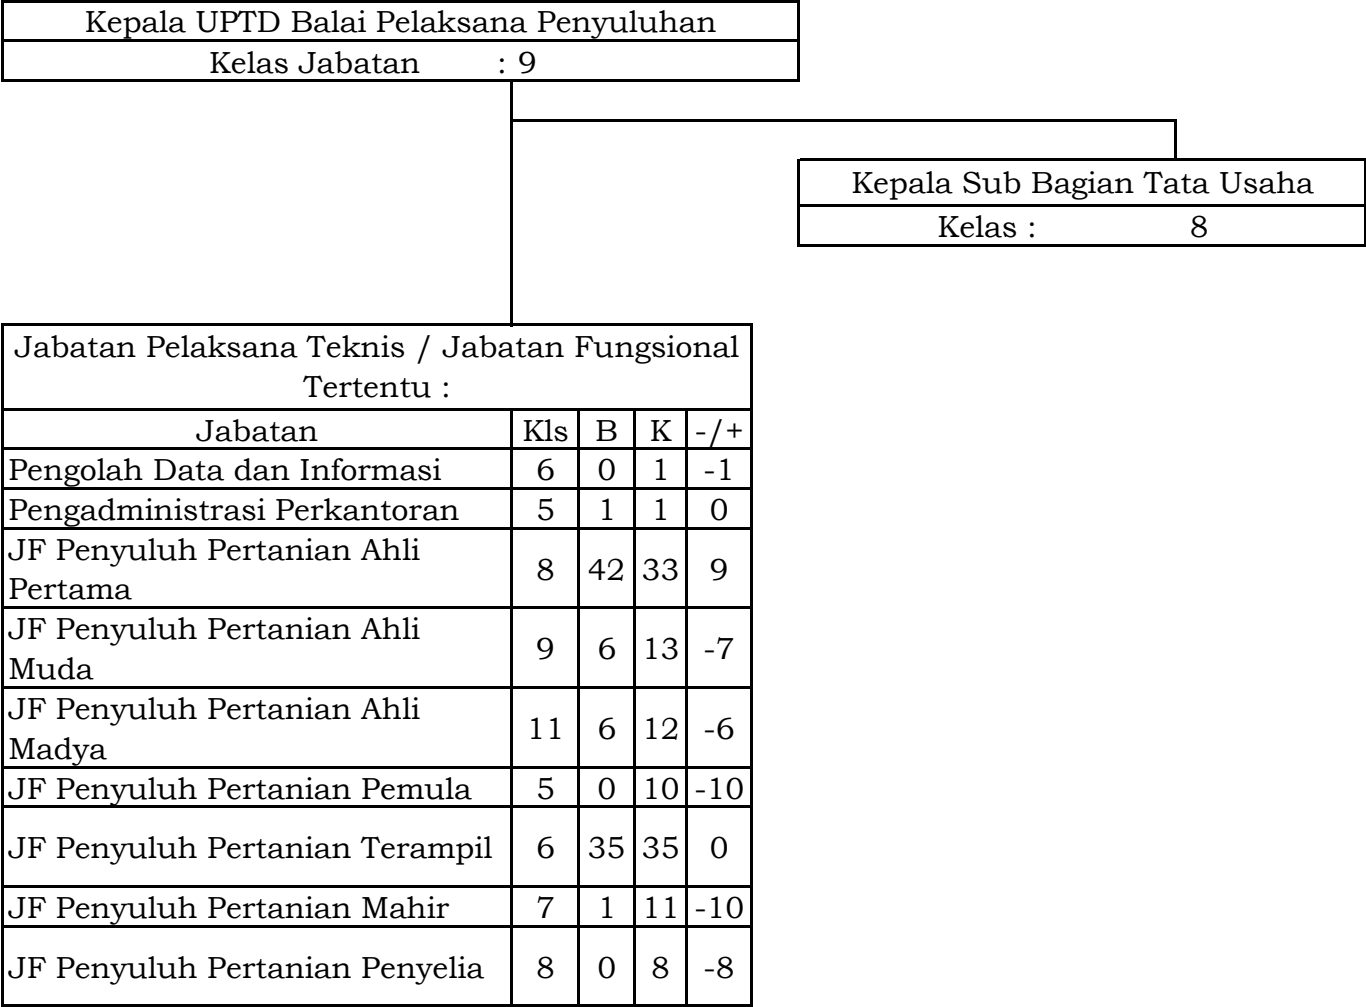 Kepala UPTD Balai Pelaksana Penyuluhan
Kelas Jabatan : 9
Kepala Sub Bagian Tata Usaha
Kelas : 8
Jabatan Pelaksana Teknis / Jabatan Fungsional
Tertentu :
Jabatan Kls B K -/+
Pengolah Data dan Informasi 6 0 1 -1
Pengadministrasi Perkantoran 5 1 1 0
JF Penyuluh Pertanian Ahli
Pertama 8 42 33 9
JF Penyuluh Pertanian Ahli
Muda 9 6 13 -7
JF Penyuluh Pertanian Ahli
Madya 11 6 12 -6
JF Penyuluh Pertanian Pemula 5 0 10 -10
JF Penyuluh Pertanian Terampil 6 35 35 0
JF Penyuluh Pertanian Mahir 7 1 11 -10
JF Penyuluh Pertanian Penyelia 8 0 8 -8